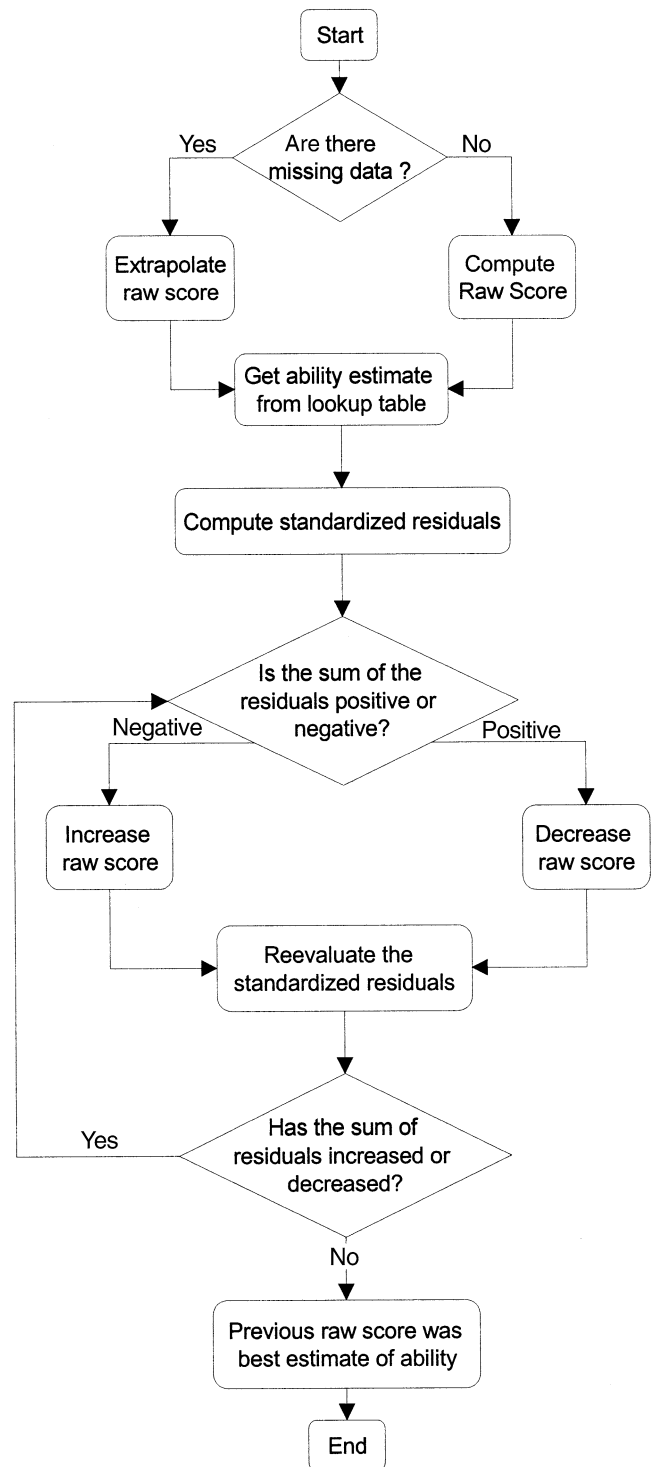 Start
Are there
missing data ?
Yes
No
Extrapolate
raw score
Compute
Raw Score
Get ability estimate
from lookup table
Compute standardized residuals
Is the sum of the
residuals positive or
negative?
Negative
Positive
Increase
raw score
Decrease
raw score
Reevaluate the
standardized residuals
Has the sum of
residuals increased or
decreased?
Yes
No
Previous raw score was
best estimate of ability
End